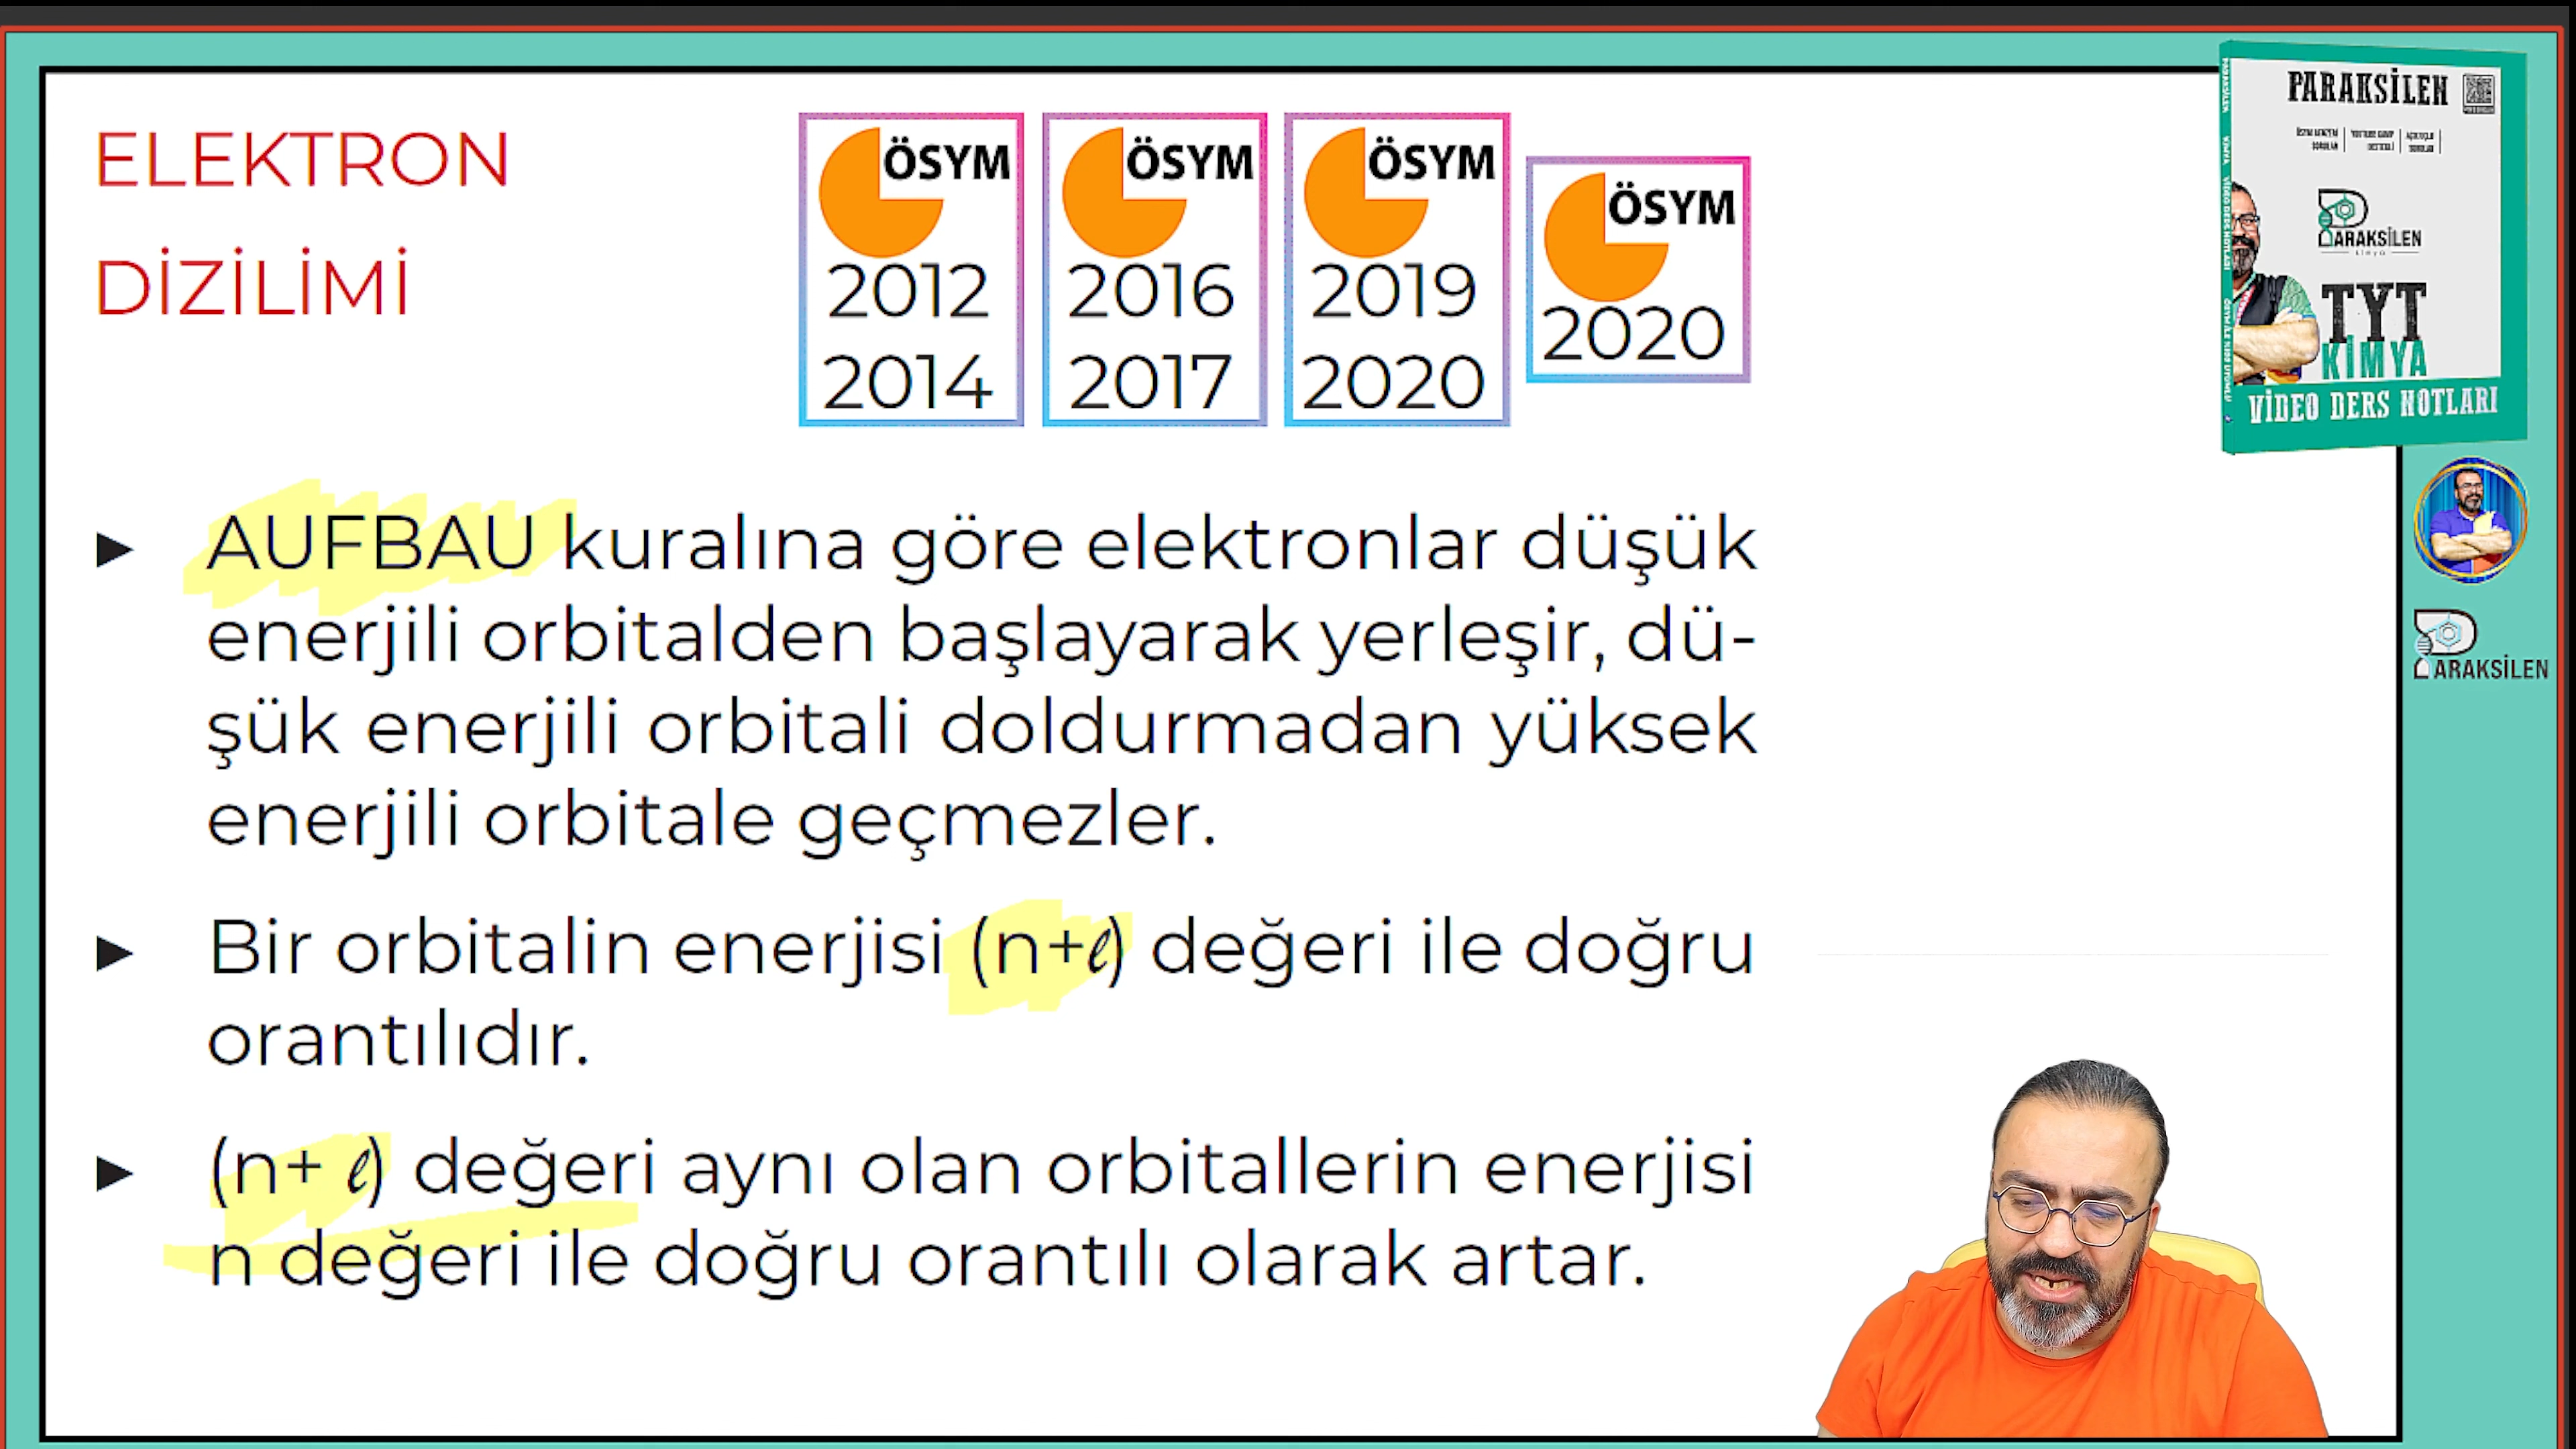 ELEKTRON
DİZİLİMİ
ÖSYM
2012
2014
ÖSYM
2016
2017
ÖSYM
2019
2020
ÖSYM
2020
► AUFBAU kuralına göre elektronlar düşük
enerjili orbitalden başlayarak yerleşir, dü-
şük enerjili orbitali doldurmadan yüksek
enerjili orbitale geçmezler.
► Bir orbitalin enerjisi (n+ℓ) değeri ile doğru
orantılıdır.
► (n+ ℓ) değeri aynı olan orbitallerin enerjisi
n değeri ile doğru orantılı olarak artar.
PARAKSİLEN
PARAKSİLEN
TYT
KİMYA
VİDEO DERS NOTLARI
PARAKSİLEN